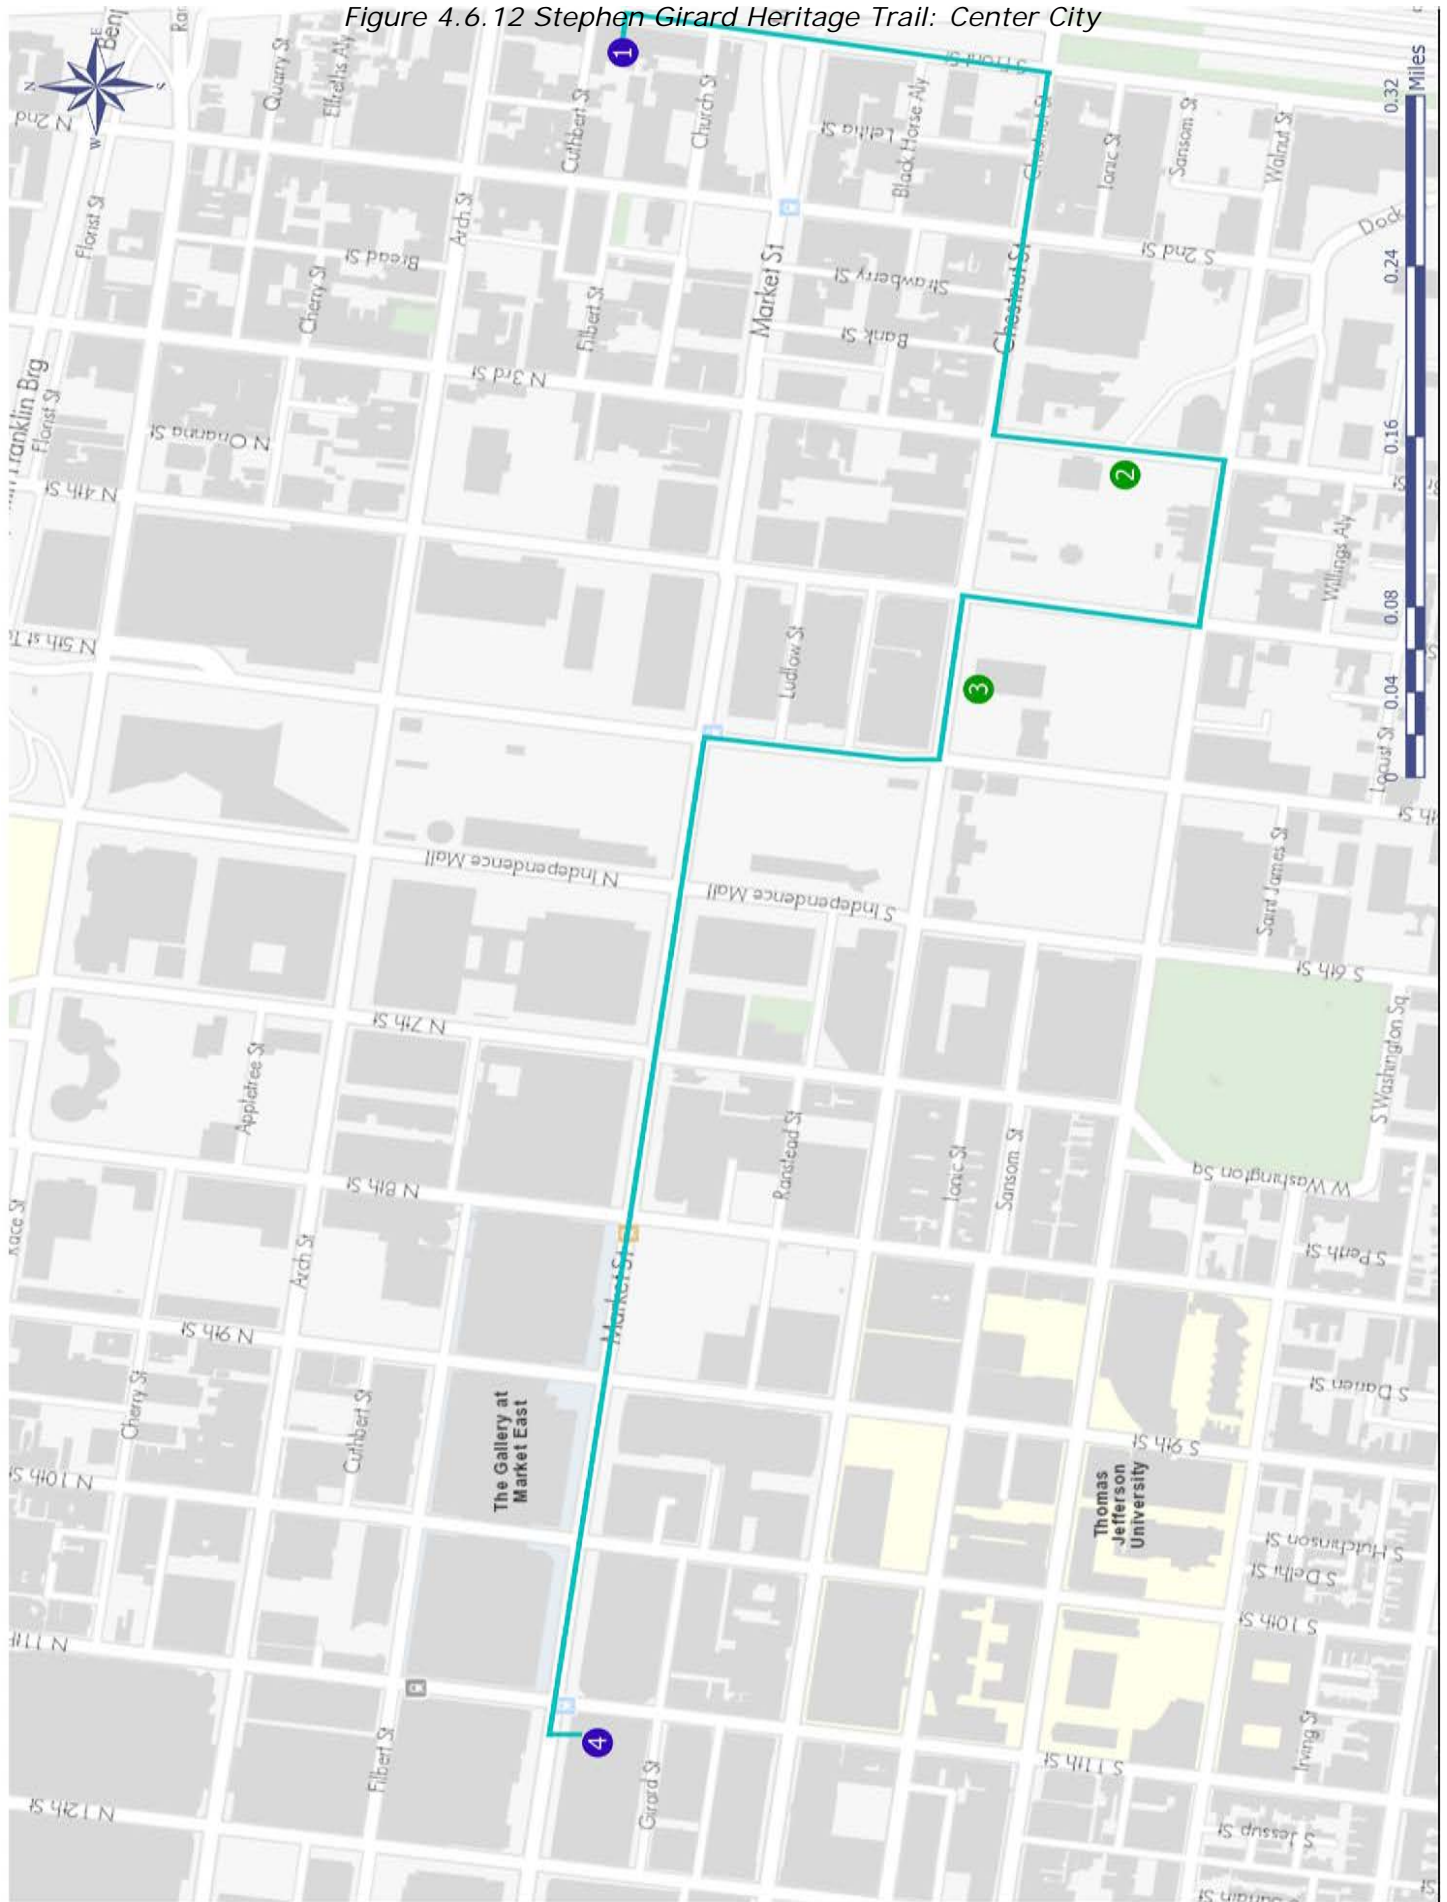 Figure 4.6.12 Stephen Girard Heritage Trail: Center City
N
E
S
W
N 2nd
Quarry St
Elfreths Aly
Cuthbert St
1
Church St
S Front St
Letitia St
Black Horse Aly
Chestnut St
Ionic St
Sansom St
Walnut St
Dock
Florist St
Arch St
Bread St
Cherry St
Filbert St
Market St
Strawberry St
Bank St
Chestnut St
S 2nd St
N 3rd St
Florist St
N Orianna St
N 4th St
2
Willings Aly
N 5th St
Ludlow St
3
Locust St
N Independence Mall
S Independence Mall
Saint James St
S 6th St
N 7th St
Appletree St
Ranstead St
Ionic St
Sansom St
S Washington Sq
W Washington Sq
N 8th St
Race St
Arch St
Market St
S Perth St
N 9th St
Cherry St
Cuthbert St
The Gallery at
Market East
S Darien St
S 9th St
Thomas
Jefferson
University
N 10th St
S Hutchinson St
S Delhi St
S 10th St
N 11th
Filbert St
4
Girard St
S 11th St
Irving St
N 12th St
S Jessup St
0
0.04
0.08
0.16
0.24
0.32
Miles